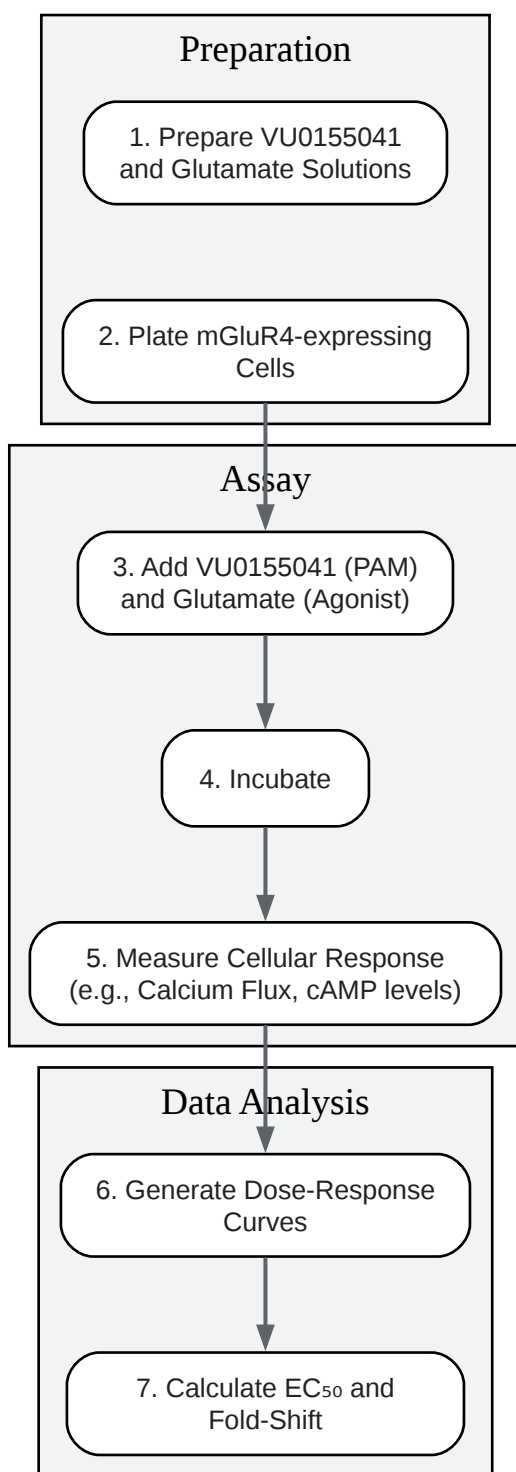 Preparation
1. Prepare VU0155041
and Glutamate Solutions
2. Plate mGluR4-expressing
Cells
Assay
3. Add VU0155041 (PAM)
and Glutamate (Agonist)
4. Incubate
5. Measure Cellular Response
(e.g., Calcium Flux, cAMP levels)
Data Analysis
6. Generate Dose-Response
Curves
7. Calculate EC₅₀ and
Fold-Shift